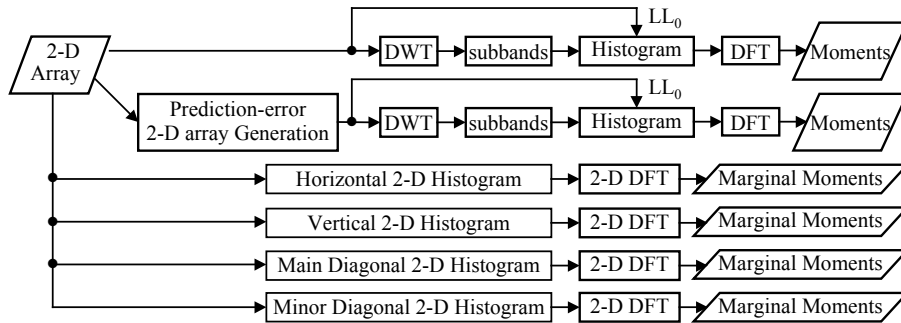 2-D
Array
LL0
DWT
subbands
Histogram
DFT
Moments
Prediction-error
2-D array Generation
LL0
DWT
subbands
Histogram
DFT
Moments
Horizontal 2-D Histogram
2-D DFT
Marginal Moments
Vertical 2-D Histogram
2-D DFT
Marginal Moments
Main Diagonal 2-D Histogram
2-D DFT
Marginal Moments
Minor Diagonal 2-D Histogram
2-D DFT
Marginal Moments